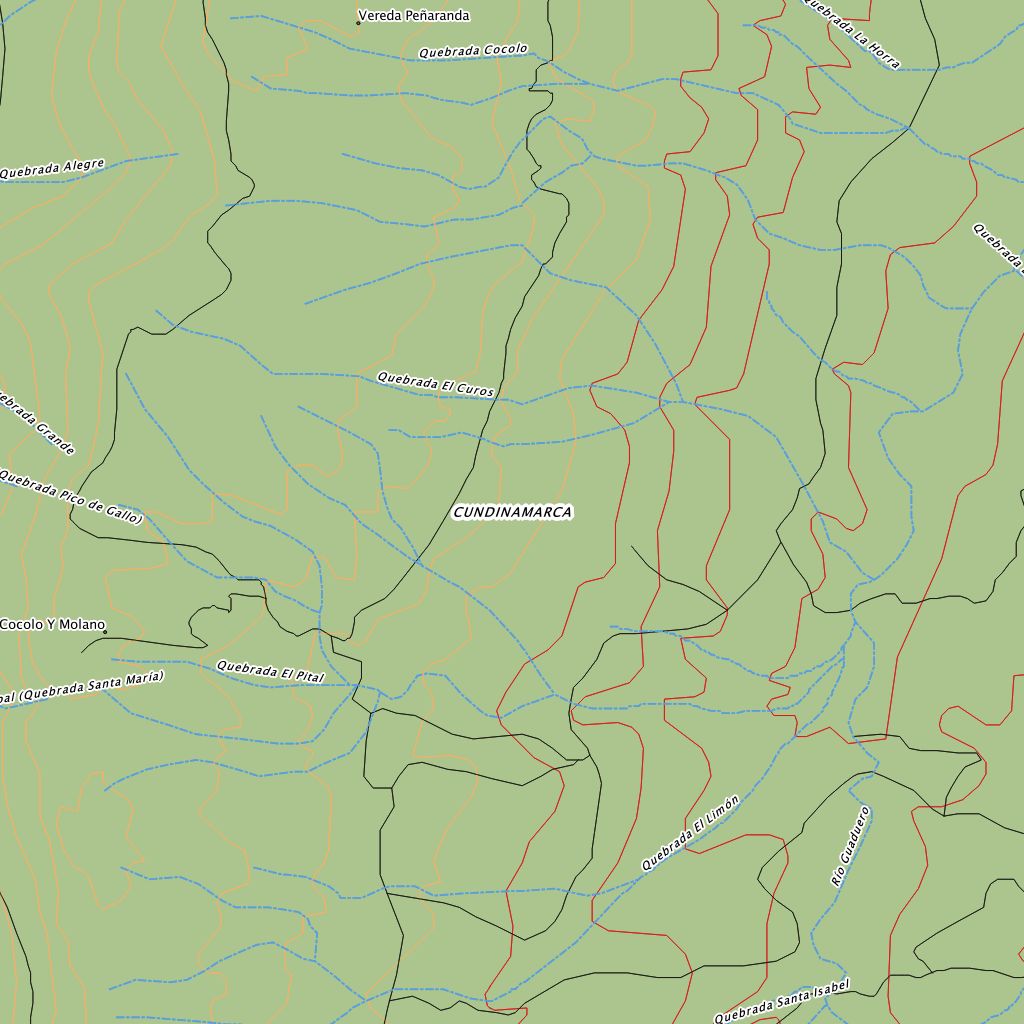 Vereda Peñaranda
Quebrada Cocolo
Quebrada La Horra
Quebrada Alegre
Quebrada
Quebrada El Curos
Quebrada Grande
Quebrada Pico de Gallo)
CUNDINAMARCA
Cocolo Y Molano
Quebrada El Pital
(Quebrada Santa María)
Quebrada El Limón
Río Guaduero
Quebrada Santa Isabel